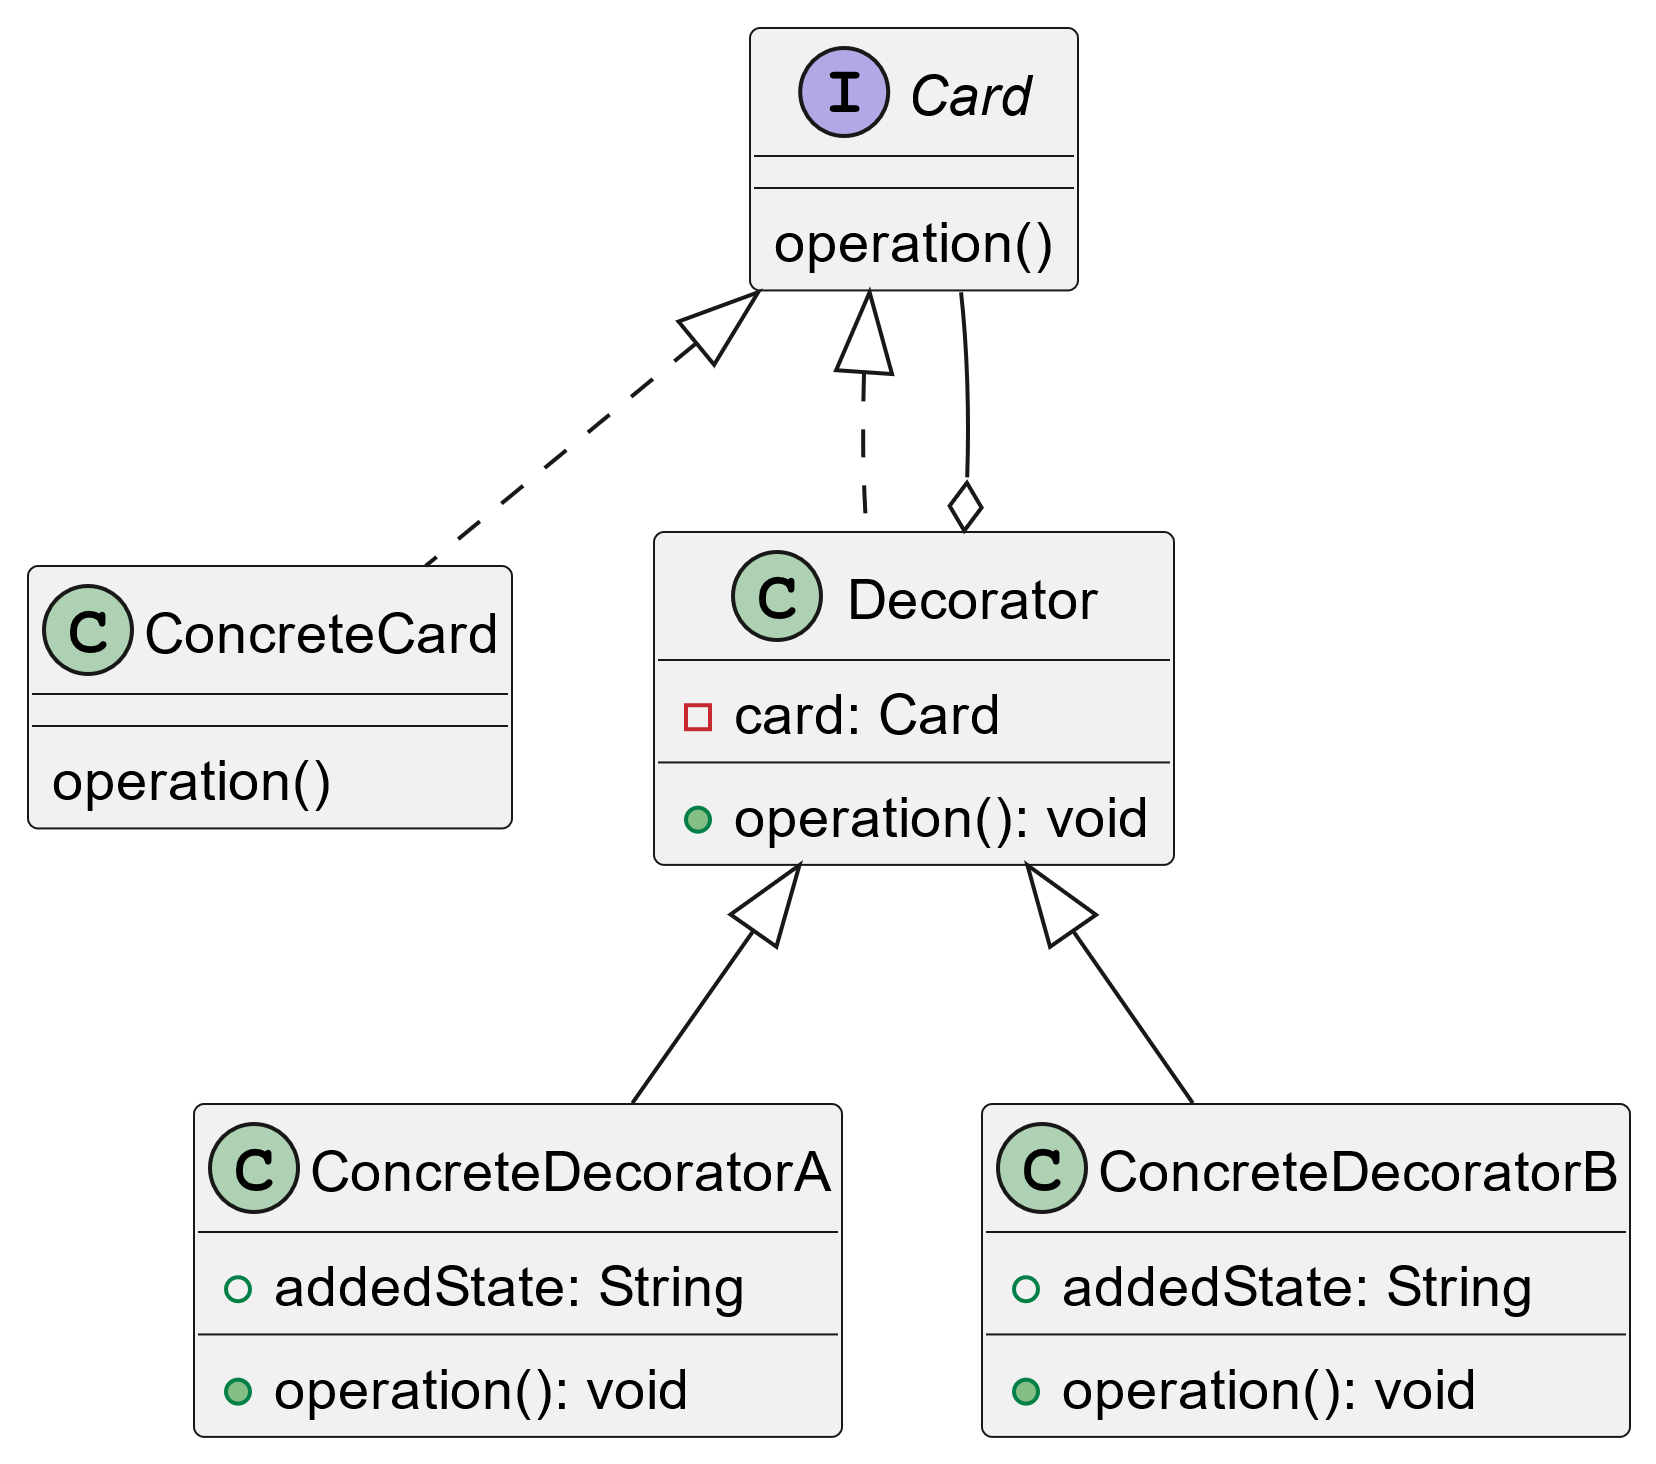 I Card
operation()
C ConcreteCard
operation()
C Decorator
card: Card
operation(): void
C ConcreteDecoratorA
addedState: String
operation(): void
C ConcreteDecoratorB
addedState: String
operation(): void